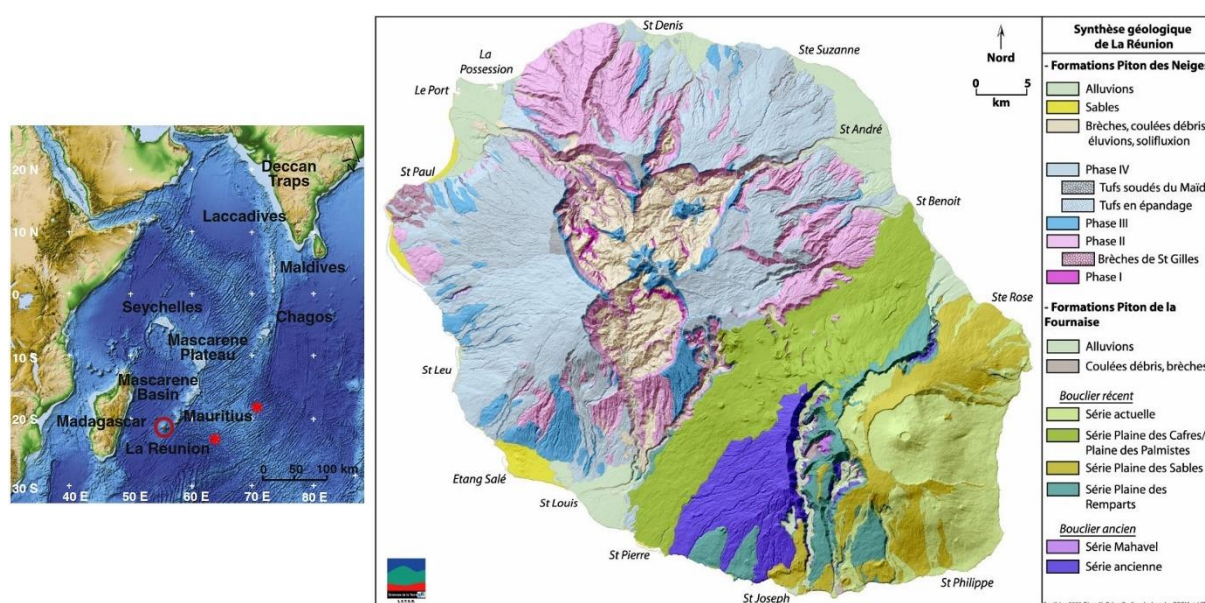 20 N
10 N
0
10 S
20 S
30 S
40 E
50 E
60 E
70 E
80 E
Deccan
Traps
Laccadives
Maldives
Seychelles
Chagos
Mascarene
Plateau
Mascarene
Basin
Madagascar
Mauritius
La Reunion
0 50 100 km
St Denis
Ste Suzanne
La
Possession
Le Port
St André
St Paul
St Benoit
Ste Rose
St Leu
Etang Salé
St Louis
St Pierre
St Joseph
St Philippe
Nord
0 5
km
Synthèse géologique
de La Réunion
- Formations Piton des Neiges
Alluvions
Sables
Brèches, coulées débris
éluvions, solifluxion
Phase IV
Tufs soudés du Maïd
Tufs en épandage
Phase III
Phase II
Brèches de St Gilles
Phase I
- Formations Piton de la
Fournaise
Alluvions
Coulées débris, brèches
Bouclier récent
Série actuelle
Série Plaine des Cafres/
Plaine des Palmistes
Série Plaine des Sables
Série Plaine des
Remparts
Bouclier ancien
Série Mahavel
Série ancienne